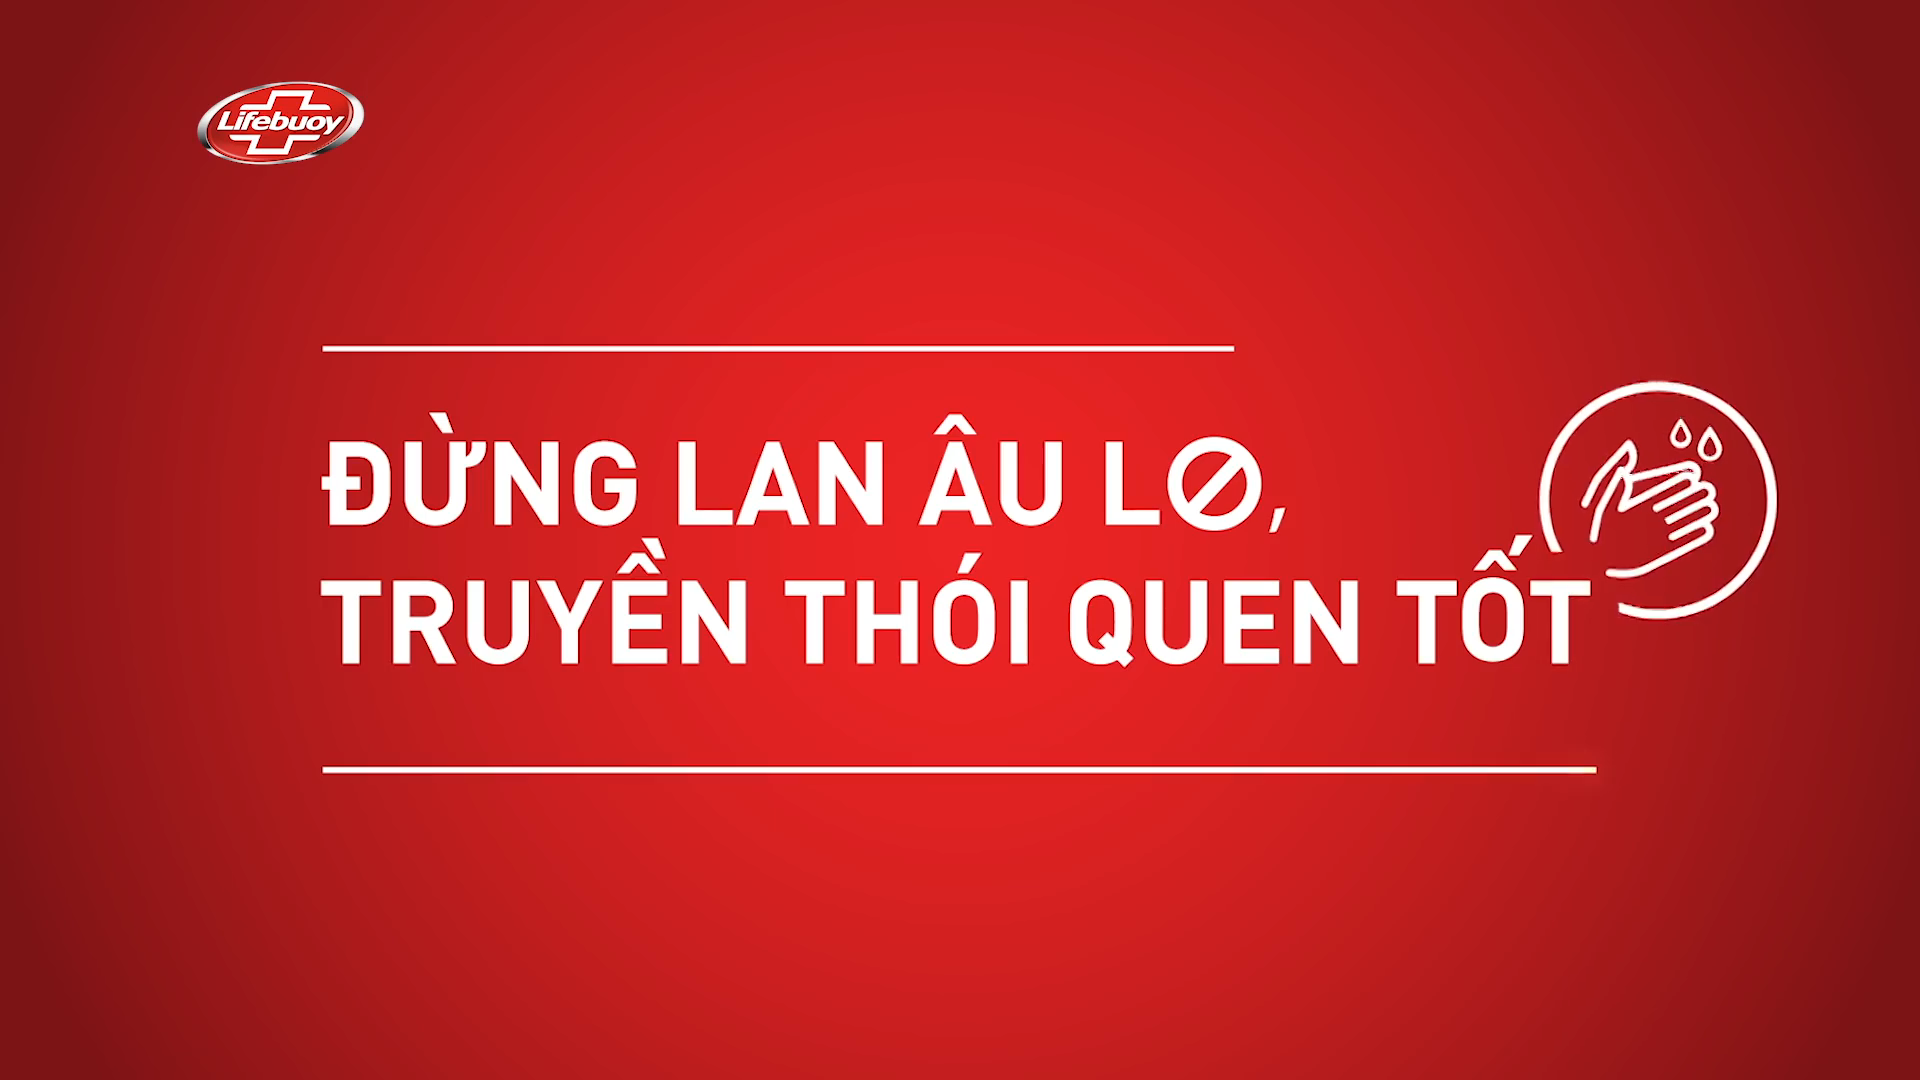 Lifebuoy
ĐỪNG LAN ÂU LO,
TRUYỀN THÓI QUEN TỐT